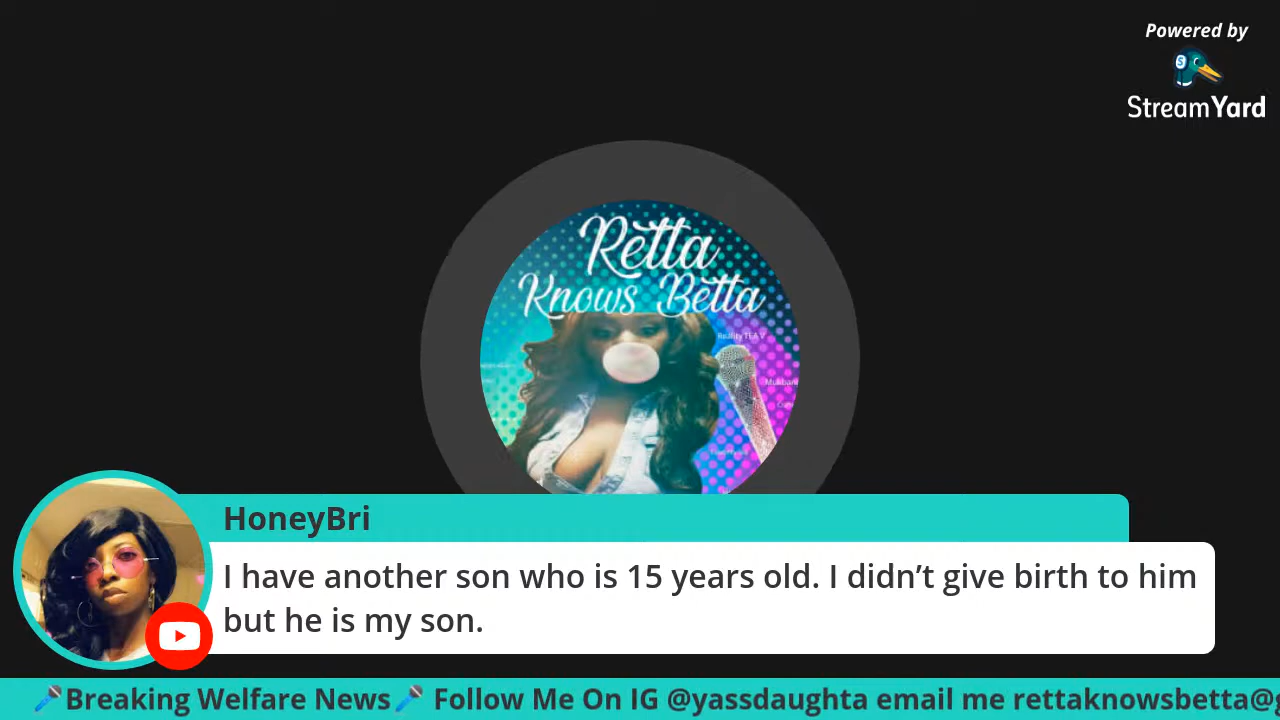 Powered by
StreamYard
Retta
Knows Betta
HoneyBri
I have another son who is 15 years old. I didn’t give birth to him
but he is my son.
🎤Breaking Welfare News🎤 Follow Me On IG @yassdaughta email me rettaknowsbetta@